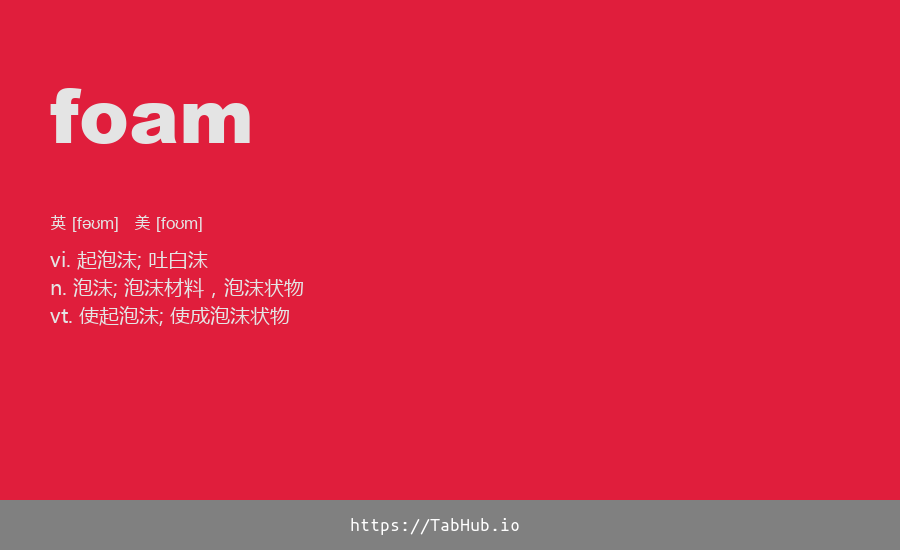 foam
英 [fəʊm] 美 [foʊm]
vi. 起泡沫; 吐白沫
n. 泡沫; 泡沫材料，泡沫状物
vt. 使起泡沫; 使成泡沫状物
https://TabHub.io